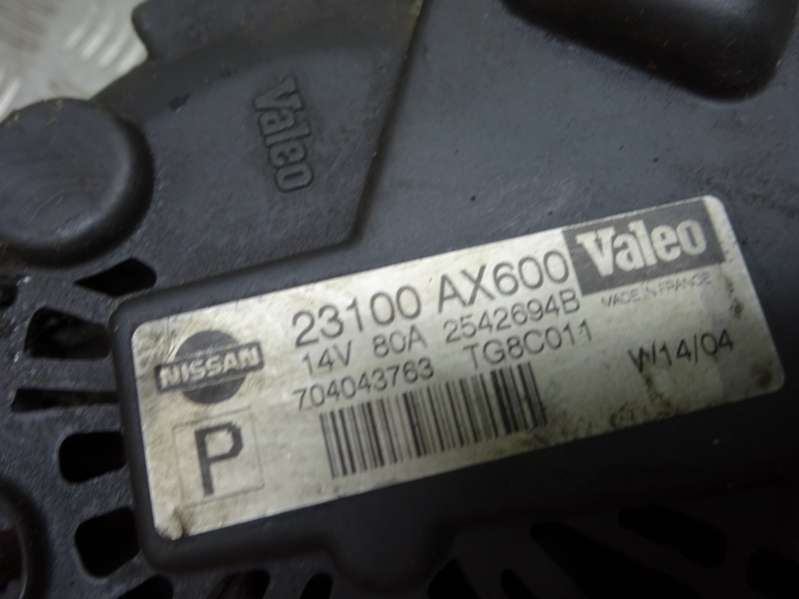 Valeo
23100 AX600 Valeo
14V 80A 2542694B MADE IN FRANCE
NISSAN 704043763 TG8C011 W14/04
P